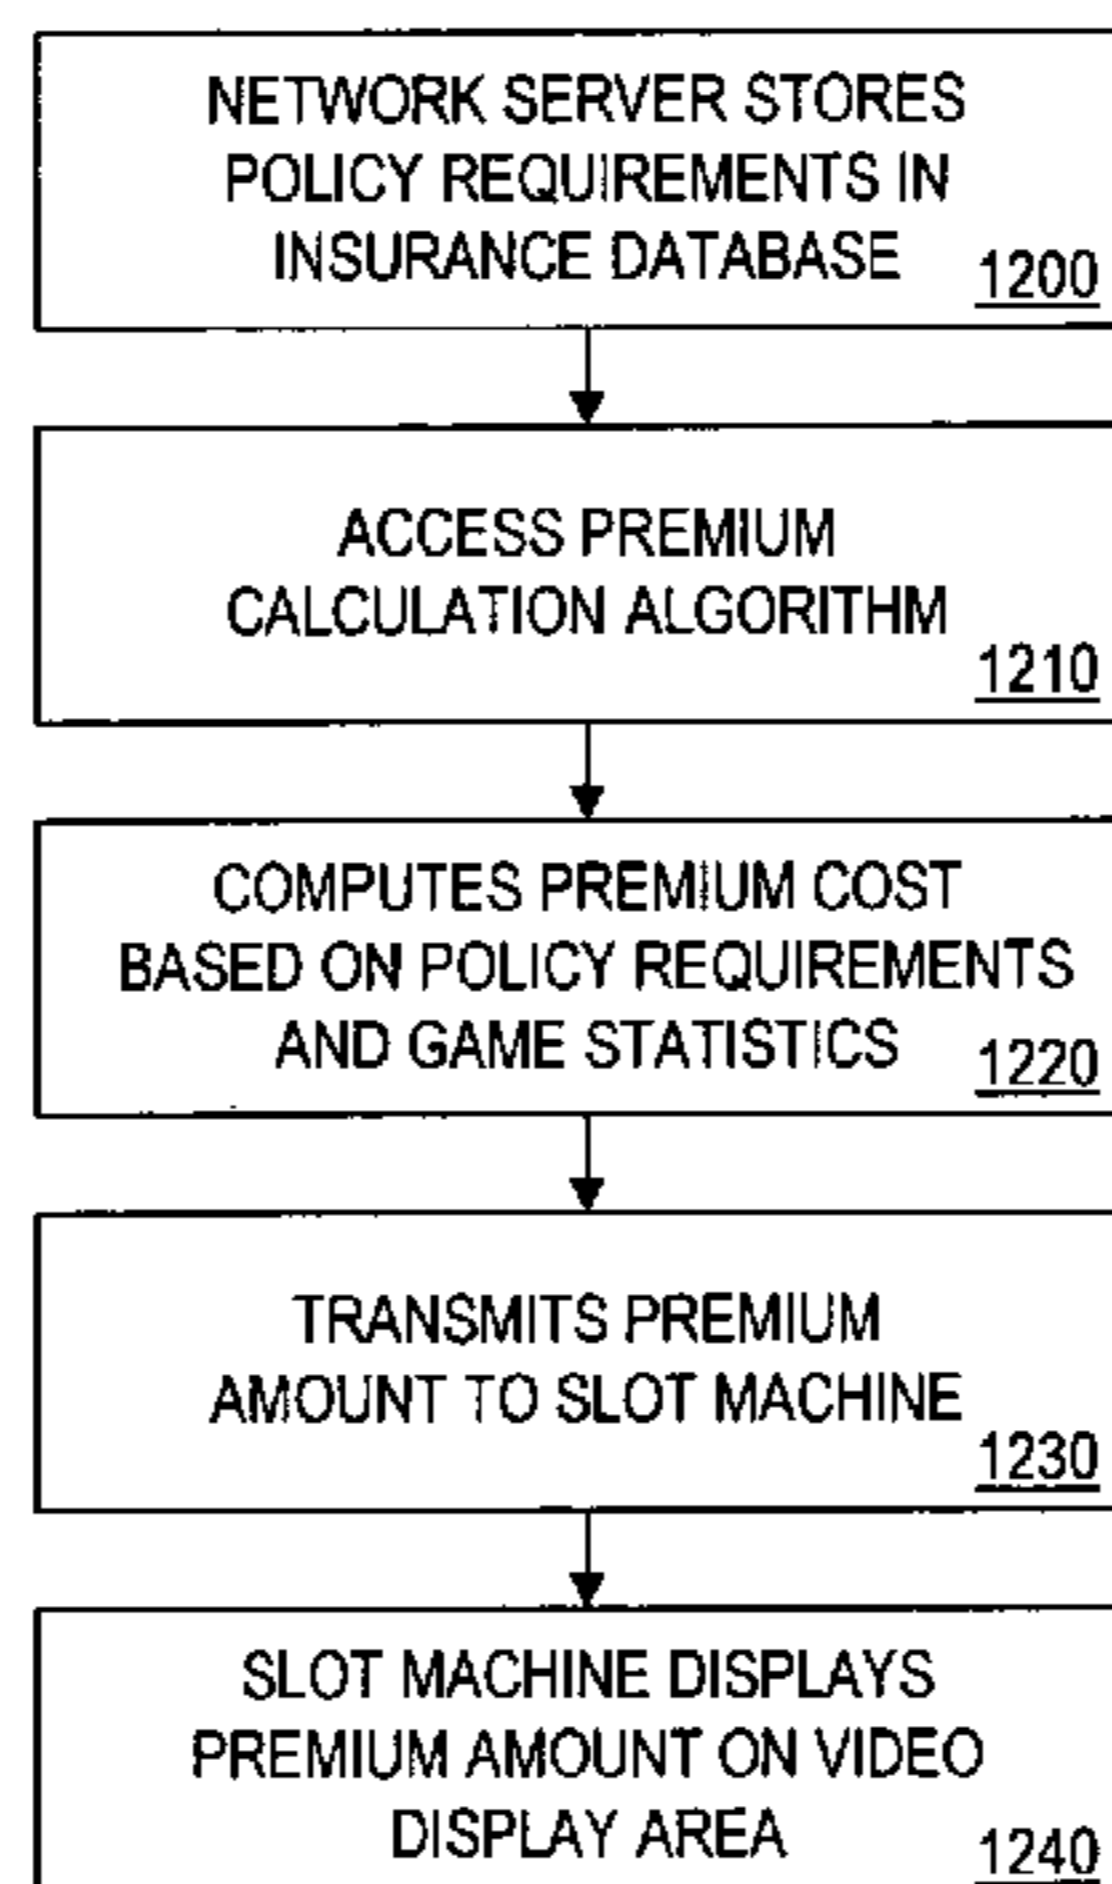 NETWORK SERVER STORES
POLICY REQUIREMENTS IN
INSURANCE DATABASE
1200
ACCESS PREMIUM
CALCULATION ALGORITHM
1210
COMPUTES PREMIUM COST
BASED ON POLICY REQUIREMENTS
AND GAME STATISTICS
1220
TRANSMITS PREMIUM
AMOUNT TO SLOT MACHINE
1230
SLOT MACHINE DISPLAYS
PREMIUM AMOUNT ON VIDEO
DISPLAY AREA
1240